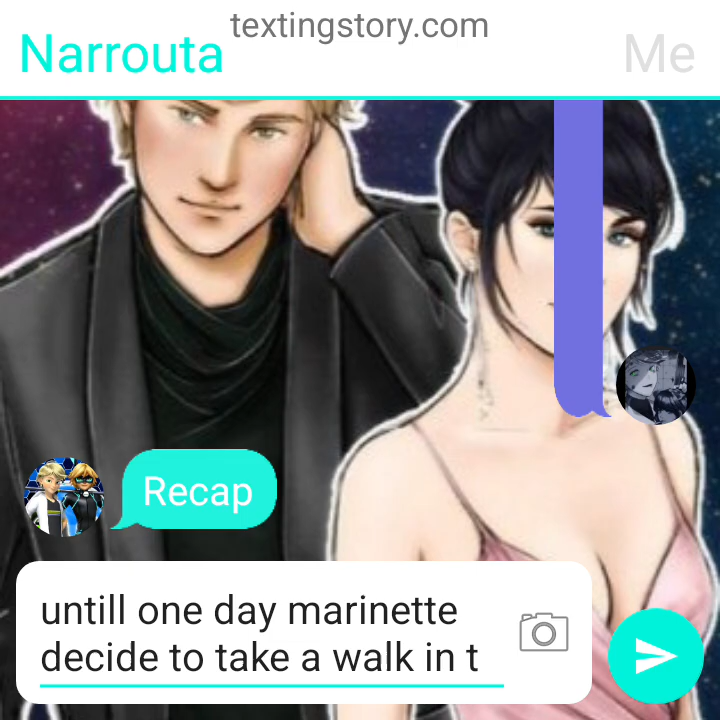 textingstory.com
Narrouta
Me
Recap
untill one day marinette
decide to take a walk in t